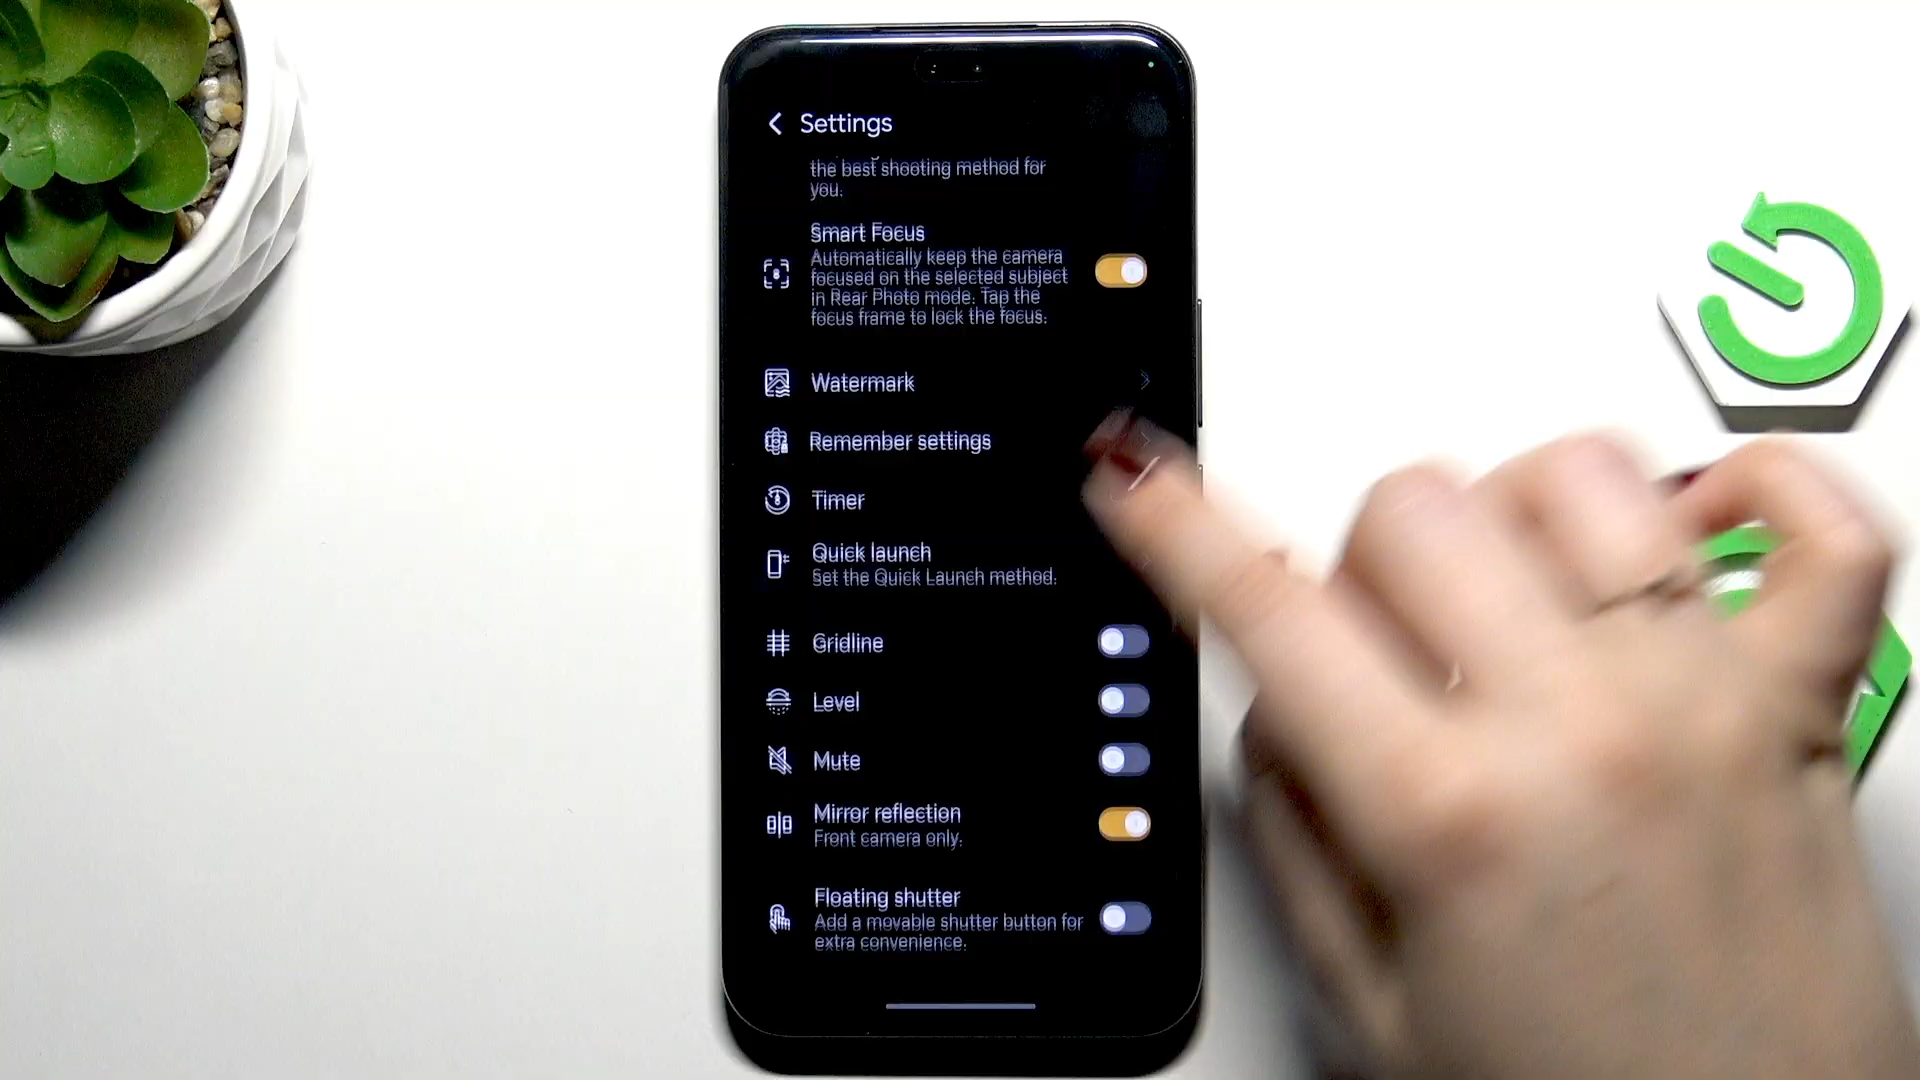 Settings
the best shooting method for
you.
Smart Focus
Automatically keep the camera
focused on the selected subject
in Rear Photo mode. Tap the
focus frame to lock the focus.
Watermark
Remember settings
Timer
Quick launch
Set the Quick Launch method.
Gridline
Level
Mute
Mirror reflection
Front camera only.
Floating shutter
Add a movable shutter button for
extra convenience.